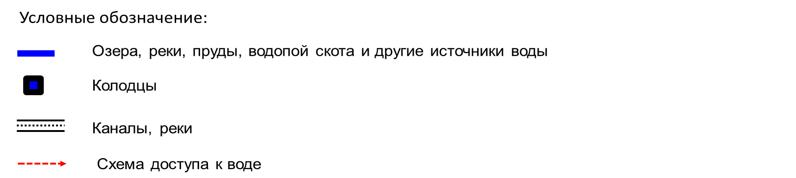 Условные обозначение:
Озера, реки, пруды, водопой скота и другие источники воды
Колодцы
Каналы, реки
Схема доступа к воде